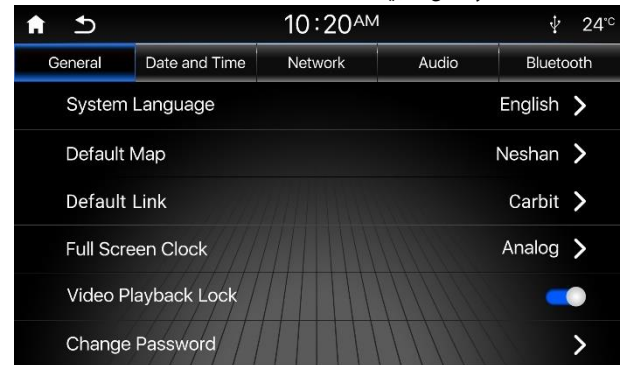 10:20AM 24°C
General Date and Time Network Audio Bluetooth
System Language English
Default Map Neshan
Default Link Carbit
Full Screen Clock Analog
Video Playback Lock
Change Password